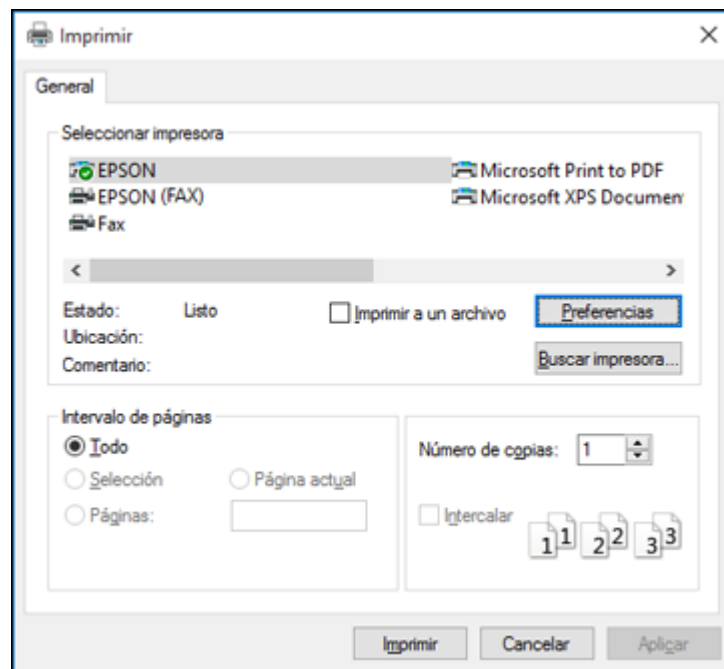 Imprimir
General
Seleccionar impresora
EPSON
Microsoft Print to PDF
EPSON (FAX)
Microsoft XPS Documen
Fax
Estado: Listo
Imprimir a un archivo
Preferencias
Ubicación:
Comentario:
Buscar impresora...
Intervalo de páginas
Todo
Selección
Página actual
Páginas:
Número de copias: 1
Intercalar
1 1 2 2 3 3
Imprimir
Cancelar
Aplicar